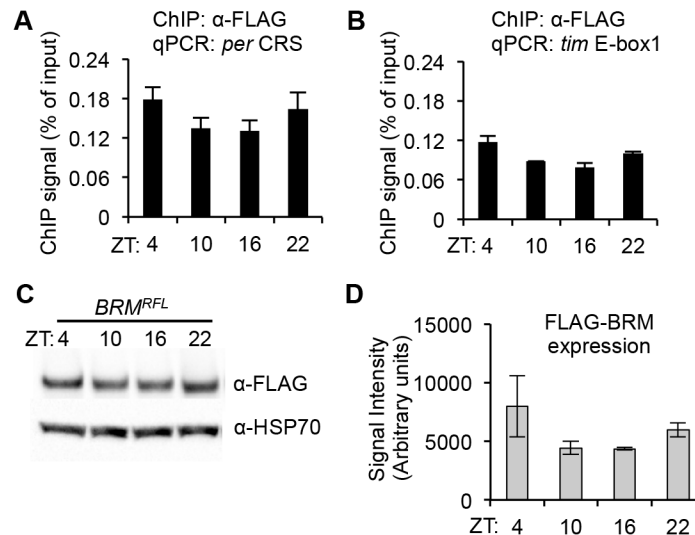 A
ChIP: α-FLAG
qPCR: per CRS
ChIP signal (% of input)
0.24
0.18
0.12
0.06
0
ZT: 4 10 16 22
B
ChIP: α-FLAG
qPCR: tim E-box1
ChIP signal (% of input)
0.24
0.18
0.12
0.06
0
ZT: 4 10 16 22
C
BRM^RFL
ZT: 4 10 16 22
α-FLAG
α-HSP70
D
FLAG-BRM
expression
Signal Intensity
(Arbitrary units)
15000
10000
5000
0
ZT: 4 10 16 22